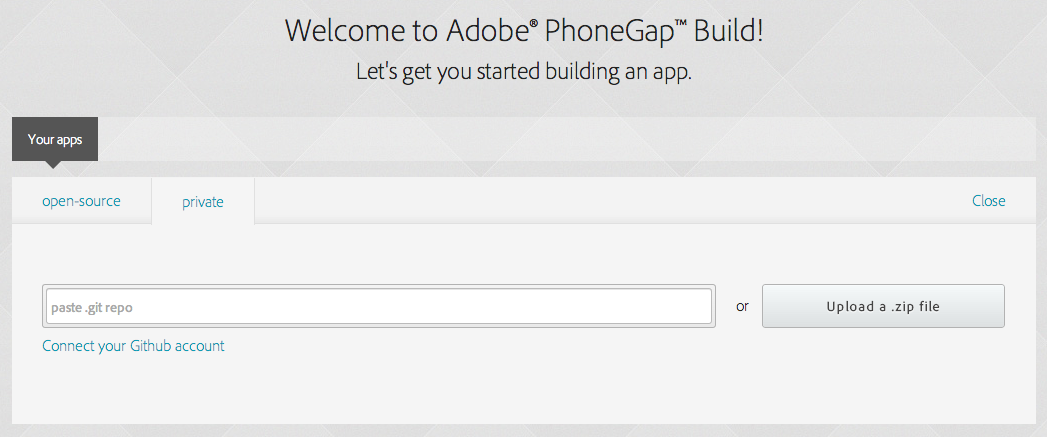 Welcome to Adobe® PhoneGap™ Build!
Let's get you started building an app.
Your apps
open-source private Close
paste .git repo or Upload a .zip file
Connect your Github account